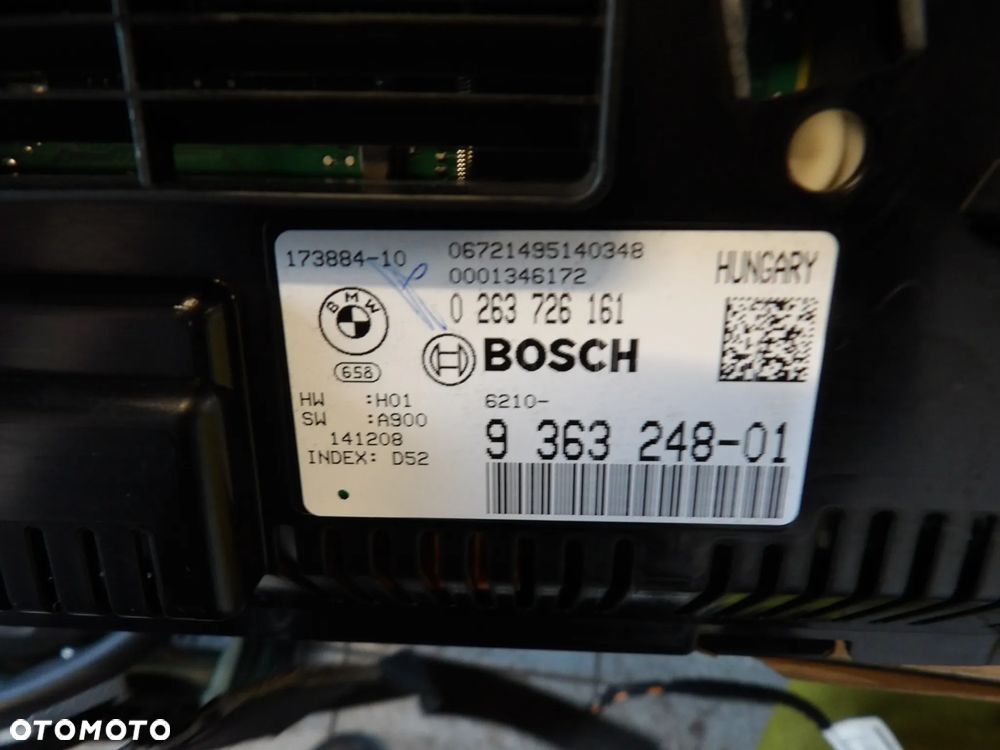 173884-10
06721495140348
0001346172
HUNGARY
0 263 726 161
BMW
658
BOSCH
HW :H01
SW :A900
141208
INDEX: D52
6210-
9 363 248-01
OTOMOTO